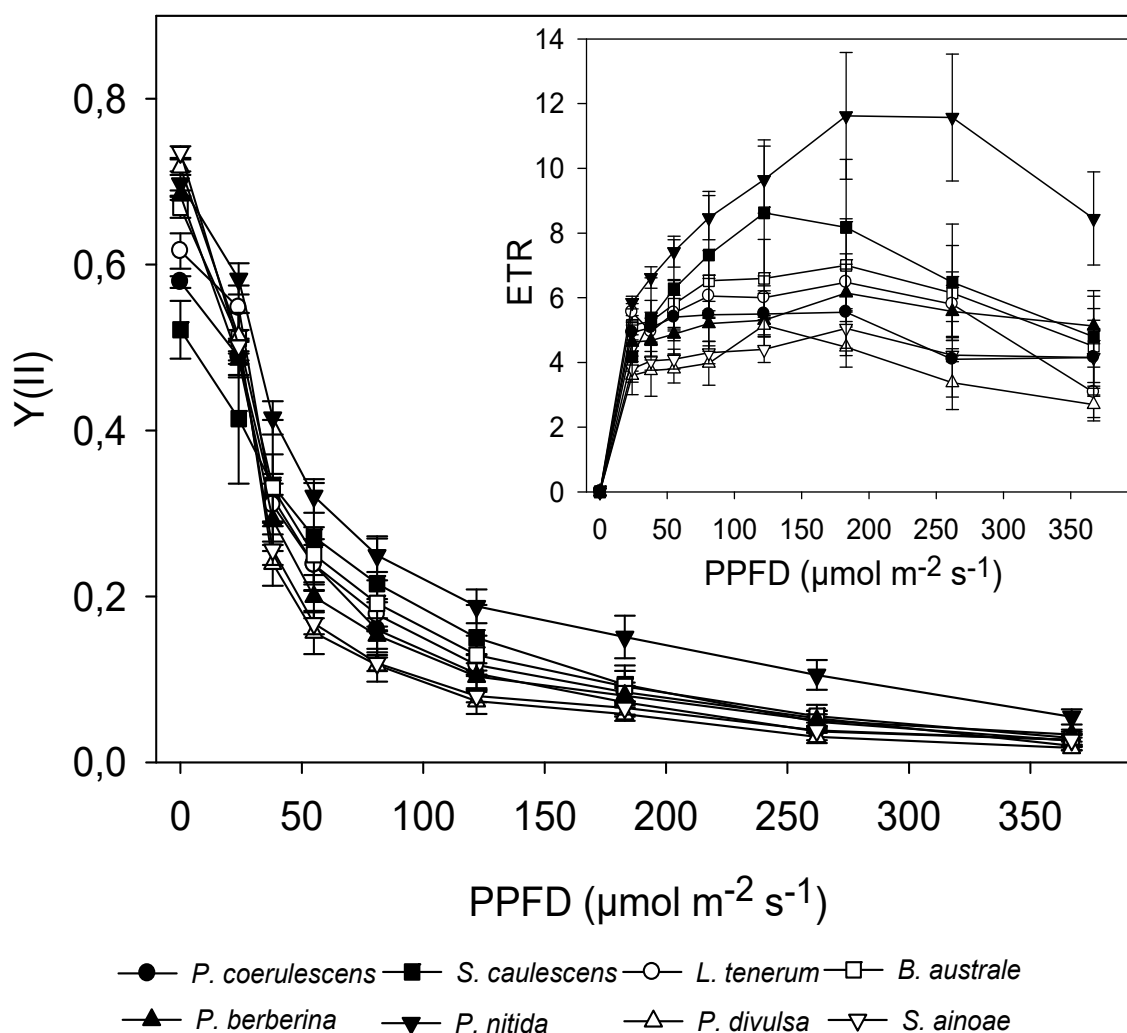 Y(II)
0,8
0,6
0,4
0,2
0,0
0 50 100 150 200 250 300 350
PPFD (µmol m-2 s-1)
ETR
14
12
10
8
6
4
2
0
0 50 100 150 200 250 300 350
PPFD (µmol m-2 s-1)
P. coerulescens S. caulescens L. tenerum B. australe
P. berberina P. nitida P. divulsa S. ainoae